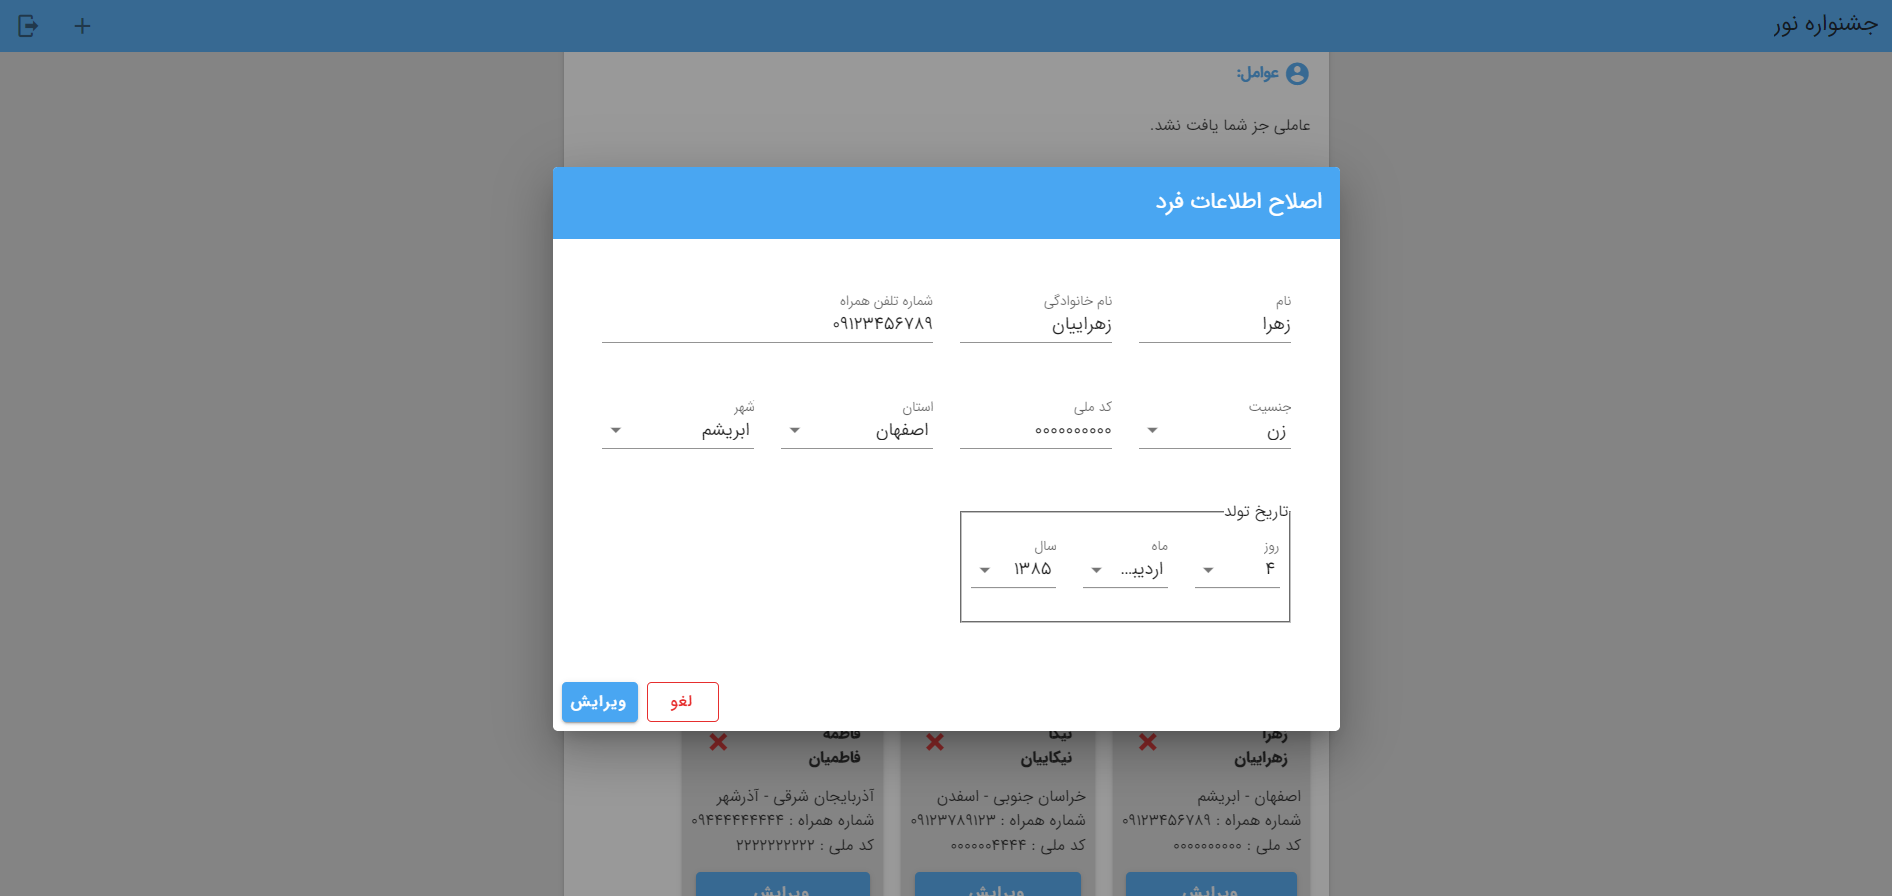 جشنواره نور
عوامل:
عاملی جز شما یافت نشد.
اصلاح اطلاعات فرد
نام
زهرا
نام خانوادگی
زهراییان
شماره تلفن همراه
۰۹۱۲۳۴۵۶۷۸۹
جنسیت
زن
کد ملی
۰۰۰۰۰۰۰۰۰۰
استان
اصفهان
شهر
ابریشم
تاریخ تولد
روز
۴
ماه
اردیبـ...
سال
۱۳۸۵
لغو
ویرایش
زهرا
زهراییان
اصفهان - ابریشم
شماره همراه : ۰۹۱۲۳۴۵۶۷۸۹
کد ملی : ۰۰۰۰۰۰۰۰۰۰
ویرایش
نیکا
نیکاییان
خراسان جنوبی - اسفدن
شماره همراه : ۰۹۱۲۳۷۸۹۱۲۳
کد ملی : ۰۰۰۰۰۰۴۴۴۴
ویرایش
فاطمه
فاطمیان
آذربایجان شرقی - آذرشهر
شماره همراه : ۰۹۴۴۴۴۴۴۴۴۴
کد ملی : ۲۲۲۲۲۲۲۲۲۲
ویرایش